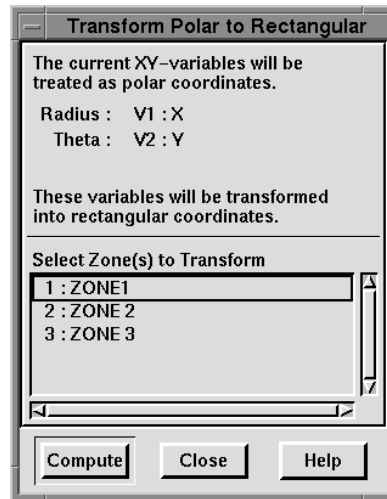 Transform Polar to Rectangular
The current XY-variables will be
treated as polar coordinates.
Radius : V1 : X
Theta : V2 : Y
These variables will be transformed
into rectangular coordinates.
Select Zone(s) to Transform
1 : ZONE1
2 : ZONE 2
3 : ZONE 3
Compute Close Help